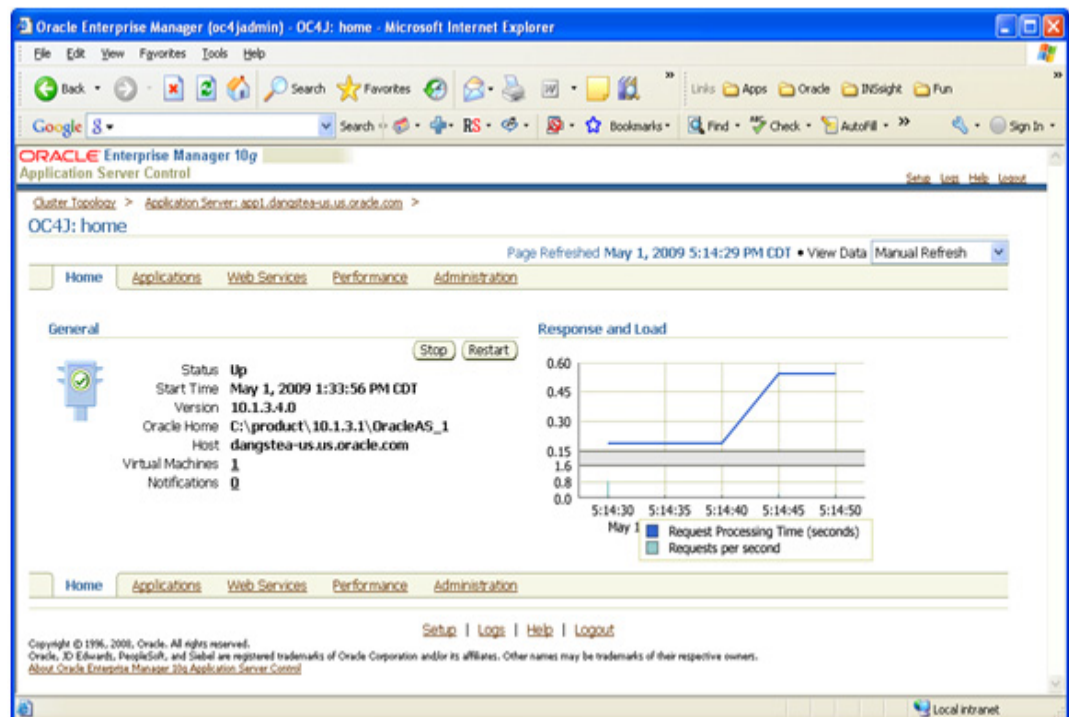 Oracle Enterprise Manager (oc4jadmin) - OC4J: home - Microsoft Internet Explorer
File Edit View Favorites Tools Help
Back Search Favorites » Links Apps Oracle INSsight Fun »
Google Search RS Bookmarks Find Check AutoFill » Sign In
ORACLE Enterprise Manager 10g
Application Server Control
Setup Logs Help Logout
Cluster Topology > Application Server: app1.dangstea-us.us.oracle.com >
OC4J: home
Page Refreshed May 1, 2009 5:14:29 PM CDT • View Data Manual Refresh
Home Applications Web Services Performance Administration
General
Stop Restart
Status Up
Start Time May 1, 2009 1:33:56 PM CDT
Version 10.1.3.4.0
Oracle Home C:\product\10.1.3.1\OracleAS_1
Host dangstea-us.us.oracle.com
Virtual Machines 1
Notifications 0
Response and Load
0.60
0.45
0.30
0.15
1.6
0.8
0.0
5:14:30 5:14:35 5:14:40 5:14:45 5:14:50
May 1
Request Processing Time (seconds)
Requests per second
Home Applications Web Services Performance Administration
Setup | Logs | Help | Logout
Copyright © 1996, 2008, Oracle. All rights reserved.
Oracle, JD Edwards, PeopleSoft, and Siebel are registered trademarks of Oracle Corporation and/or its affiliates. Other names may be trademarks of their respective owners.
About Oracle Enterprise Manager 10g Application Server Control
Local intranet